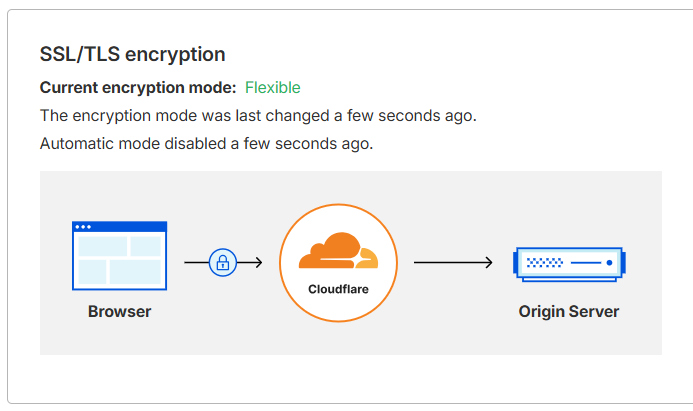 SSL/TLS encryption
Current encryption mode: Flexible
The encryption mode was last changed a few seconds ago.
Automatic mode disabled a few seconds ago.
Browser
Cloudflare
Origin Server